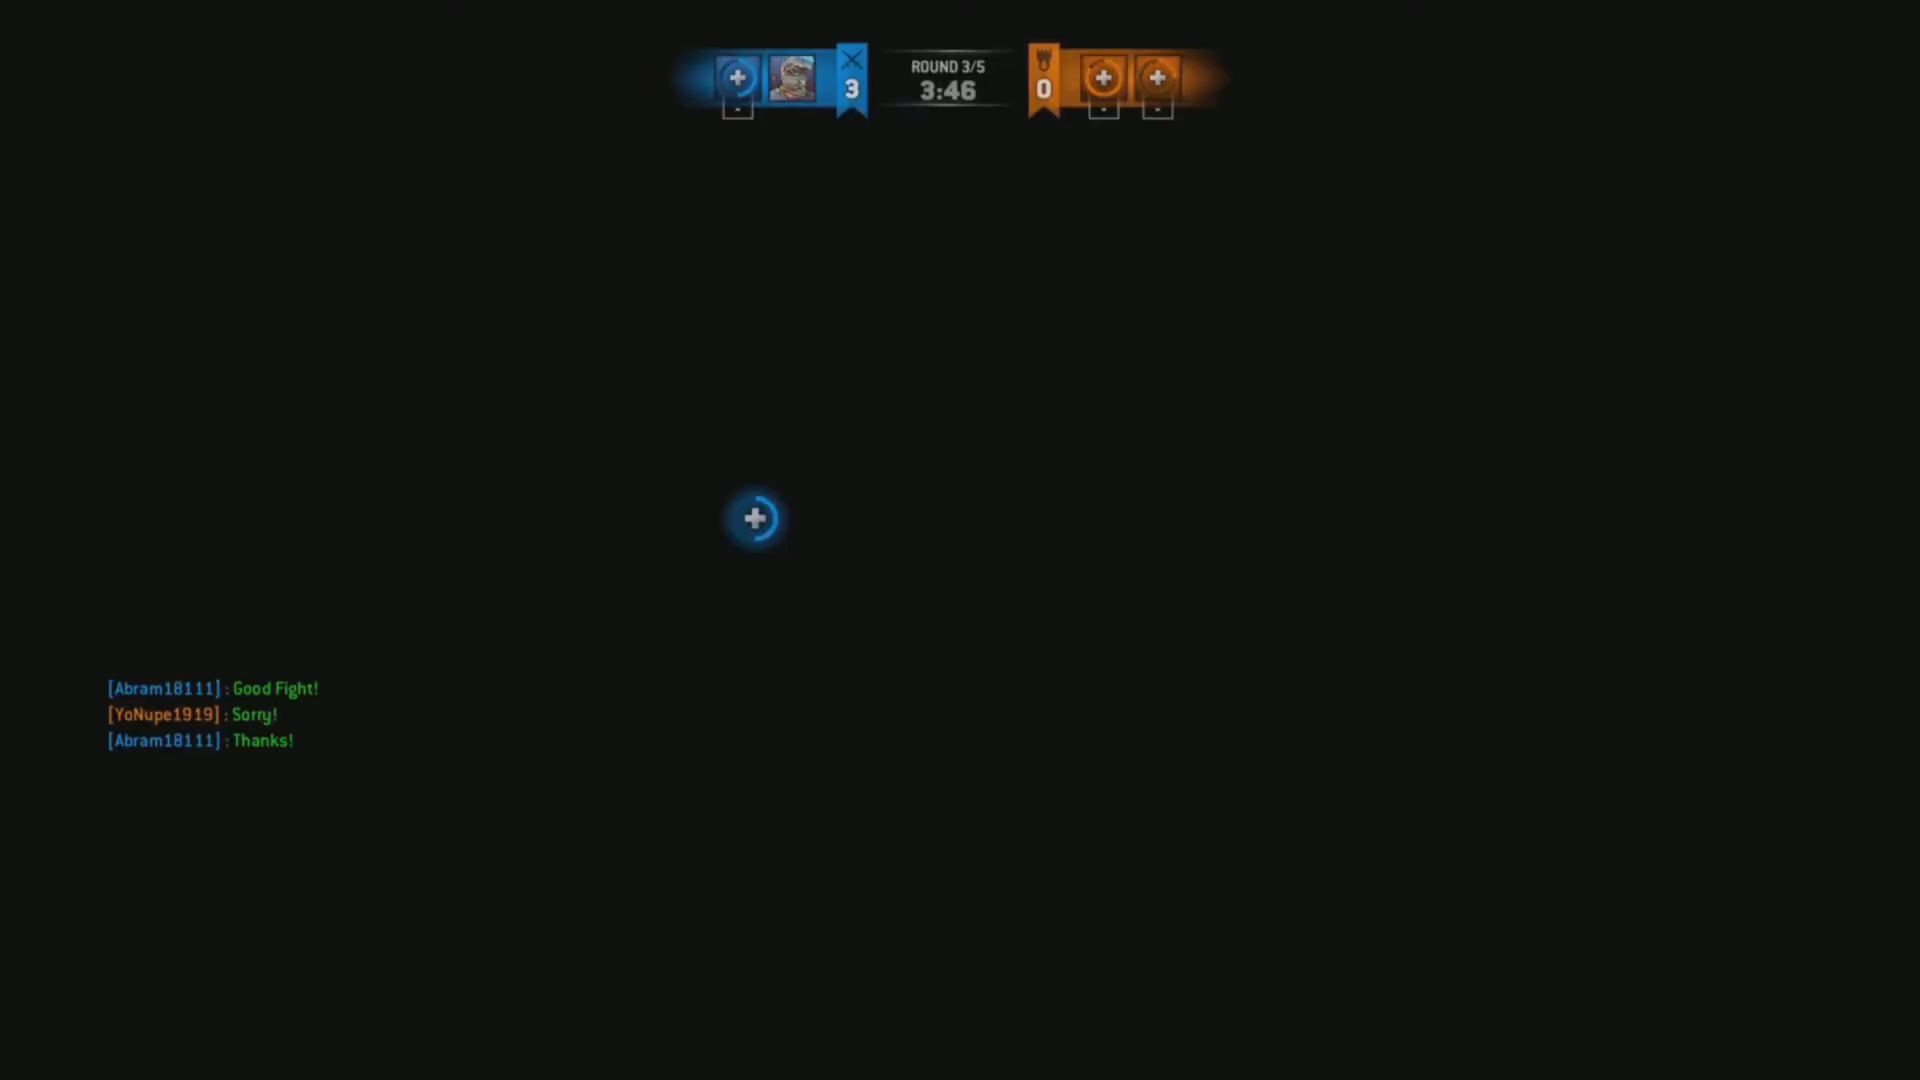 3
ROUND 3/5
3:46
0
[Abram18111] : Good Fight!
[YoNupe1919] : Sorry!
[Abram18111] : Thanks!